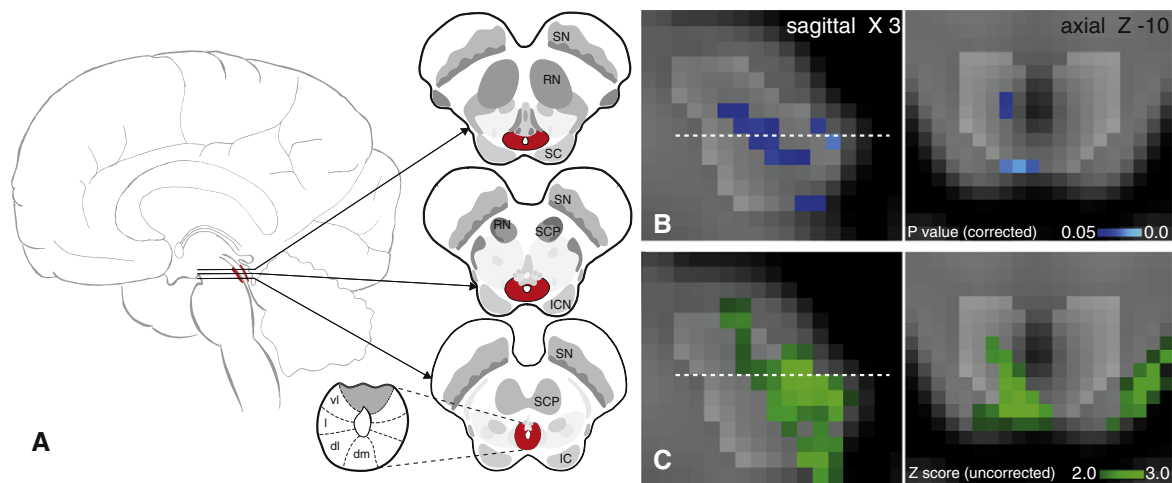 SN
RN
SC
SN
RN
SCP
ICN
SN
SCP
IC
vl
l
dl
dm
A
sagittal X 3
axial Z -10
B
P value (corrected)
0.05
0.0
C
Z score (uncorrected)
2.0
3.0